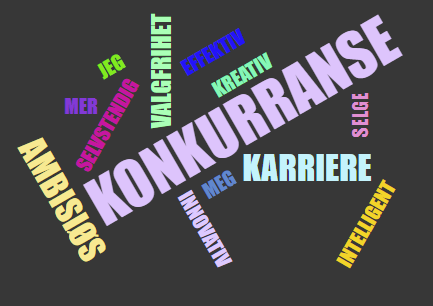 JEG
VALGFRIHET
EFFEKTIV
KREATIV
MER
SELVSTENDIG
KONKURRANSE
SELGE
AMBISIØS
MEG
KARRIERE
INNOVATIV
INTELLIGENT